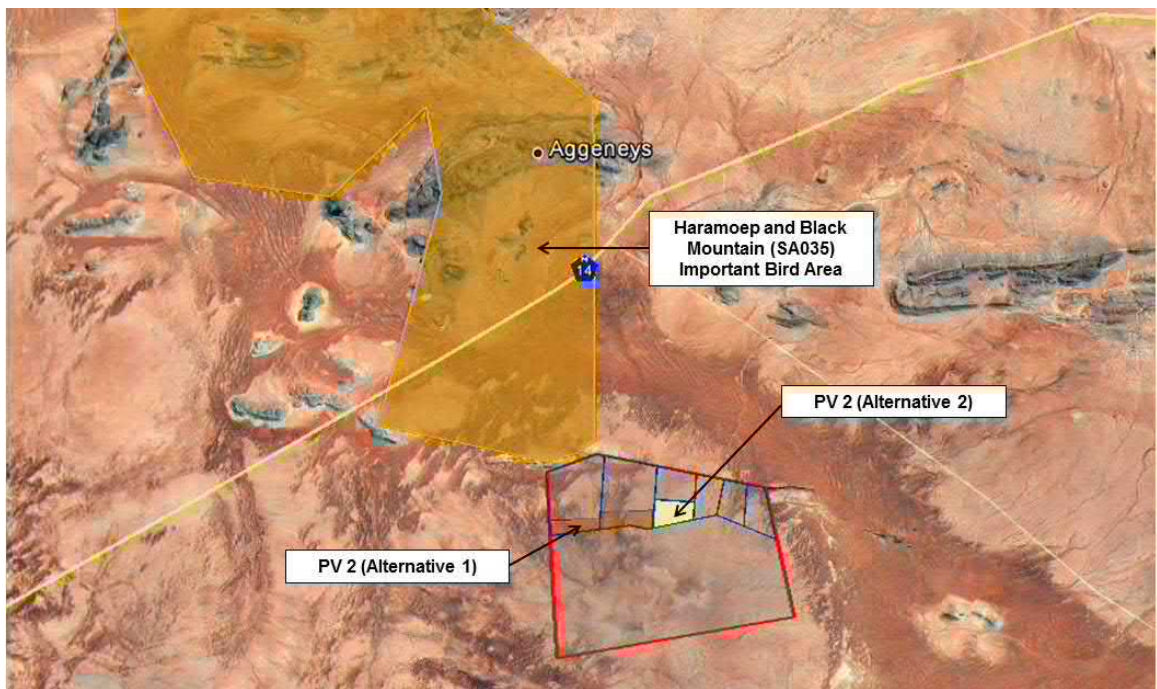 Aggeneys
Haramoep and Black
Mountain (SA035)
Important Bird Area
14
PV 2 (Alternative 2)
PV 2 (Alternative 1)